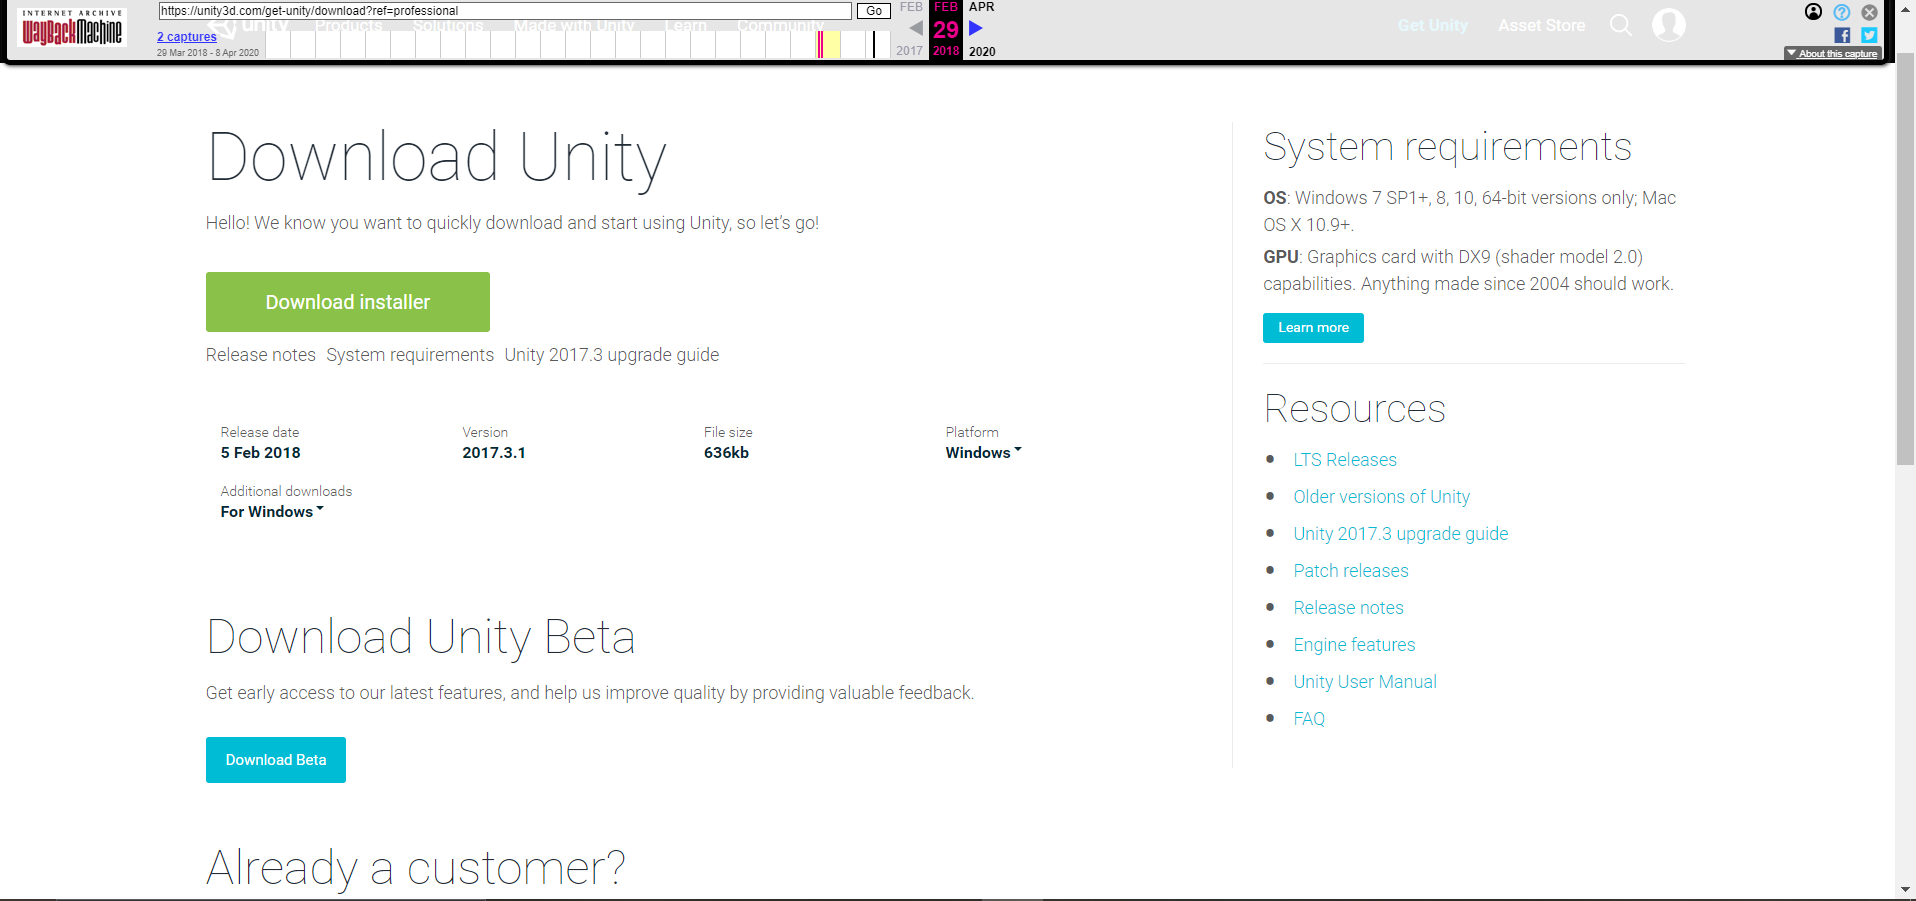 INTERNET ARCHIVE
WayBackMachine
https://unity3d.com/get-unity/download?ref=professional
Go
2 captures
29 Mar 2018 - 8 Apr 2020
FEB
FEB
APR
29
2017
2018
2020
About this capture
unity
Products
Solutions
Made with Unity
Learn
Community
Get Unity
Asset Store
Download Unity
Hello! We know you want to quickly download and start using Unity, so let’s go!
Download installer
Release notes System requirements Unity 2017.3 upgrade guide
Release date
5 Feb 2018
Version
2017.3.1
File size
636kb
Platform
Windows
Additional downloads
For Windows
Download Unity Beta
Get early access to our latest features, and help us improve quality by providing valuable feedback.
Download Beta
Already a customer?
System requirements
OS: Windows 7 SP1+, 8, 10, 64-bit versions only; Mac
OS X 10.9+.
GPU: Graphics card with DX9 (shader model 2.0)
capabilities. Anything made since 2004 should work.
Learn more
Resources
LTS Releases
Older versions of Unity
Unity 2017.3 upgrade guide
Patch releases
Release notes
Engine features
Unity User Manual
FAQ